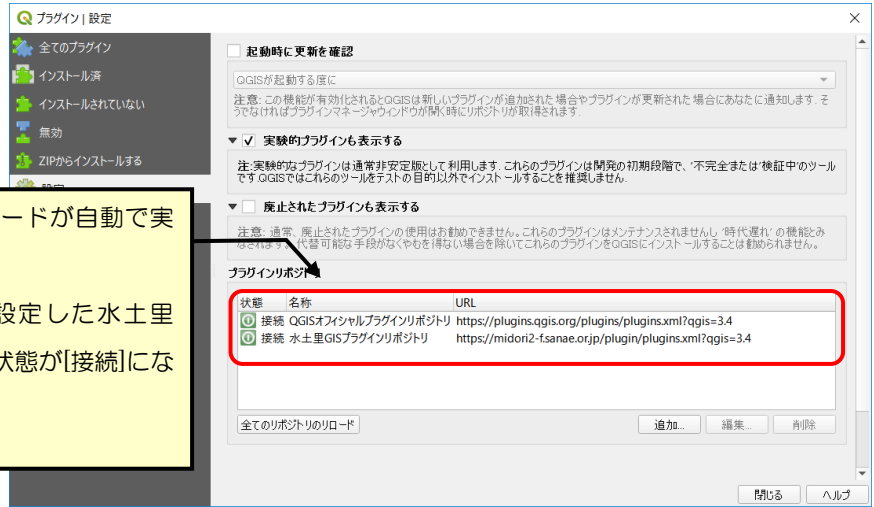 プラグイン | 設定
全てのプラグイン
インストール済
インストールされていない
無効
ZIPからインストールする
ードが自動で実
設定した水土里
状態が[接続]にな
起動時に更新を確認
QGISが起動する度に
注意: この機能が有効化されるとQGISは新しいプラグインが追加された場合やプラグインが更新された場合にあなたに通知します. そ
うでなければプラグインマネージャウィンドウが開く時にリポジトリが取得されます.
実験的プラグインも表示する
注:実験的なプラグインは通常非安定版として利用します. これらのプラグインは開発の初期段階で、'不完全または'検証中'のツール
です QGISではこれらのツールをテストの目的以外でインストールすることを推奨しません.
廃止されたプラグインも表示する
注意: 通常、廃止されたプラグインの使用はお勧めできません。これらのプラグインはメンテナンスされませんし '時代遅れ' の機能とみ
なされます。代替可能な手段がなくやむを得ない場合を除いてこれらのプラグインをQGISにインストールすることは勧められません。
プラグインリポジトリ
状態 名称 URL
接続 QGISオフィシャルプラグインリポジトリ https://plugins.qgis.org/plugins/plugins.xml?qgis=3.4
接続 水土里GISプラグインリポジトリ https://midori2-f.sanae.or.jp/plugin/plugins.xml?qgis=3.4
全てのリポジトリのリロード 追加... 編集... 削除
閉じる ヘルプ